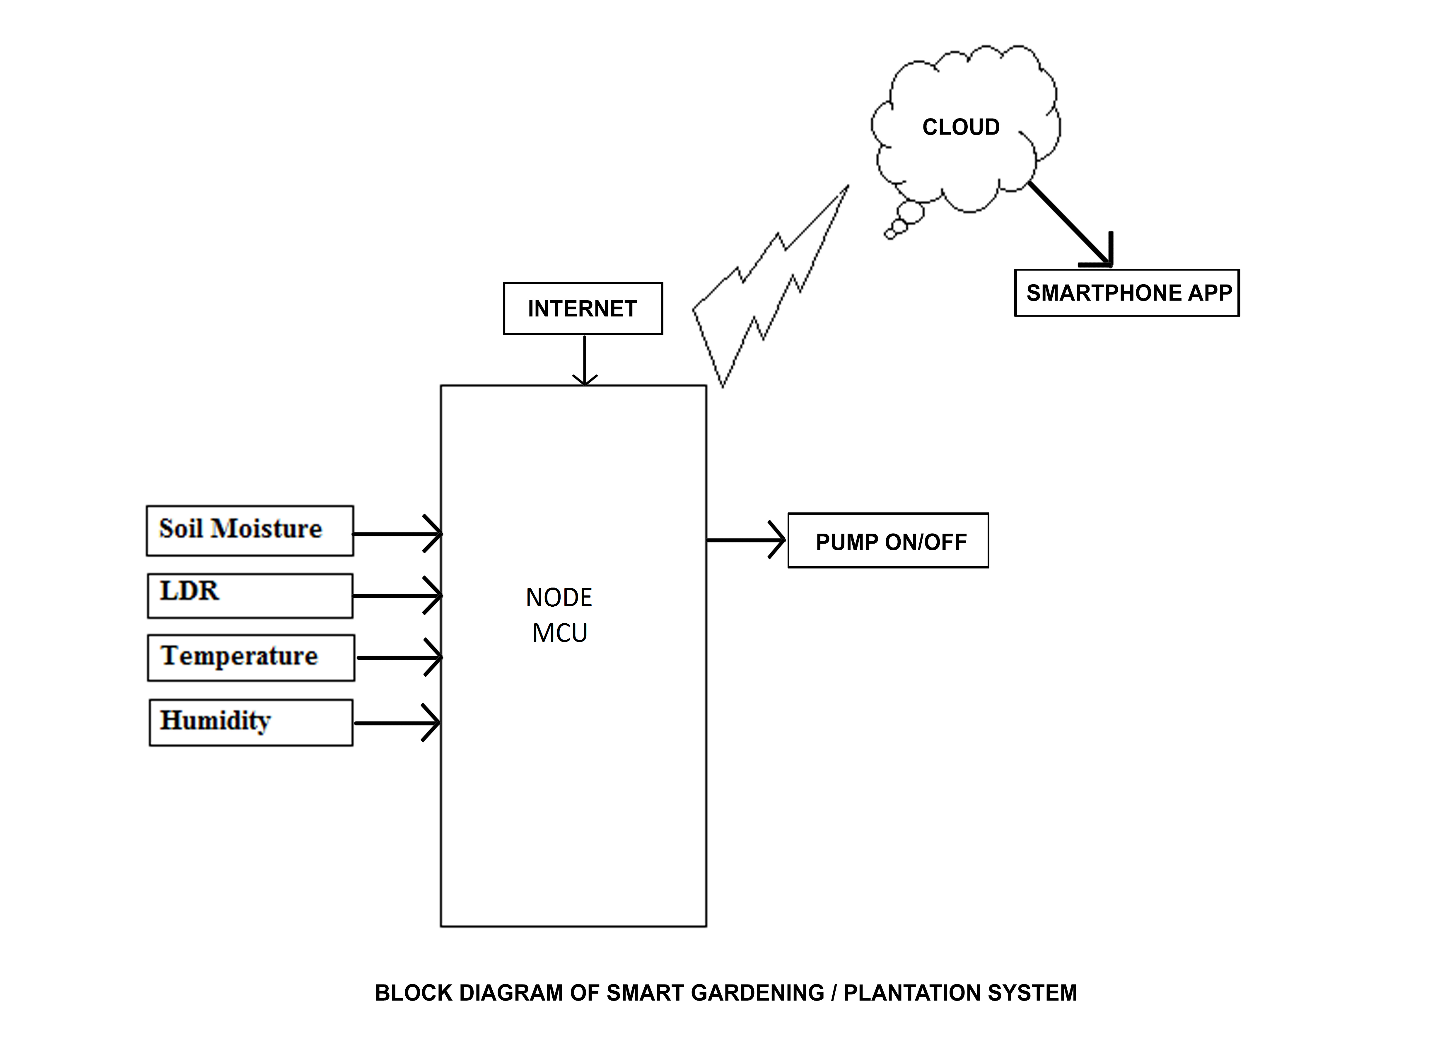 CLOUD
SMARTPHONE APP
INTERNET
Soil Moisture
LDR
Temperature
Humidity
NODE
MCU
PUMP ON/OFF
BLOCK DIAGRAM OF SMART GARDENING / PLANTATION SYSTEM